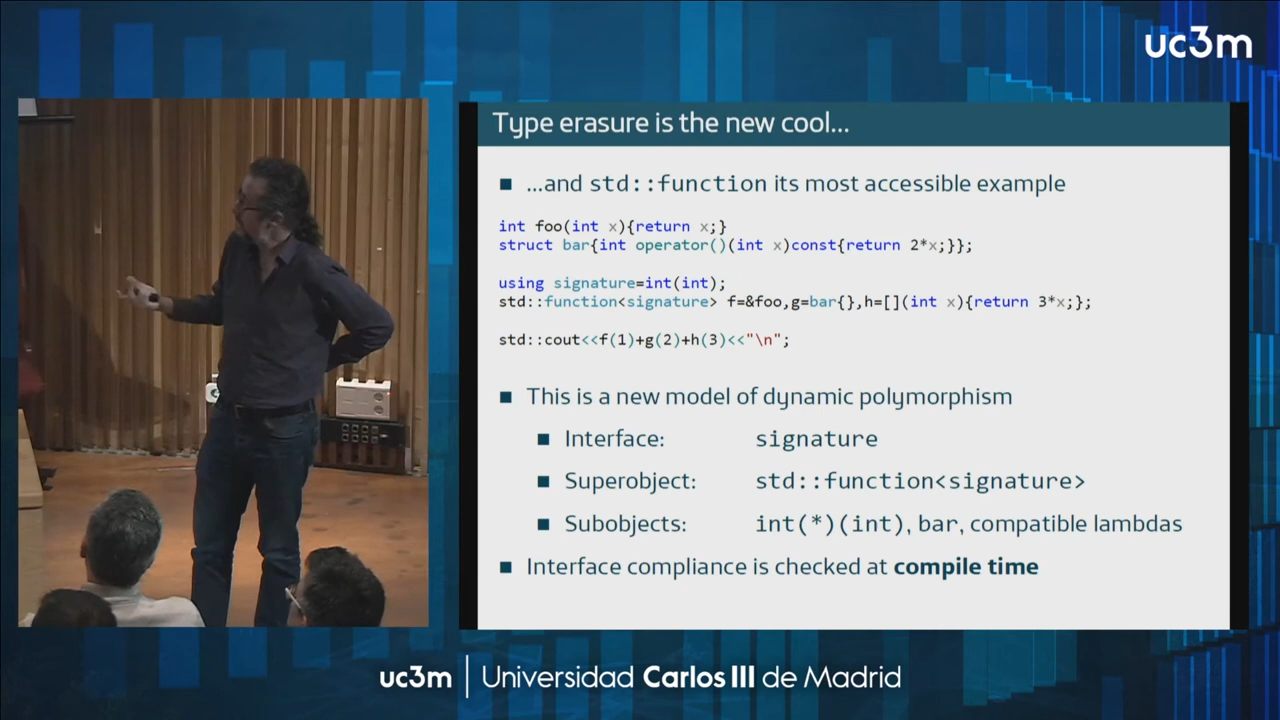 uc3m
Type erasure is the new cool...
■ ...and std::function its most accessible example
int foo(int x){return x;}
struct bar{int operator()(int x)const{return 2*x;}};
using signature=int(int);
std::function<signature> f=&foo,g=bar{},h=[](int x){return 3*x;};
std::cout<<f(1)+g(2)+h(3)<<"\n";
■ This is a new model of dynamic polymorphism
■ Interface: signature
■ Superobject: std::function<signature>
■ Subobjects: int(*)(int), bar, compatible lambdas
■ Interface compliance is checked at compile time
uc3m | Universidad Carlos III de Madrid